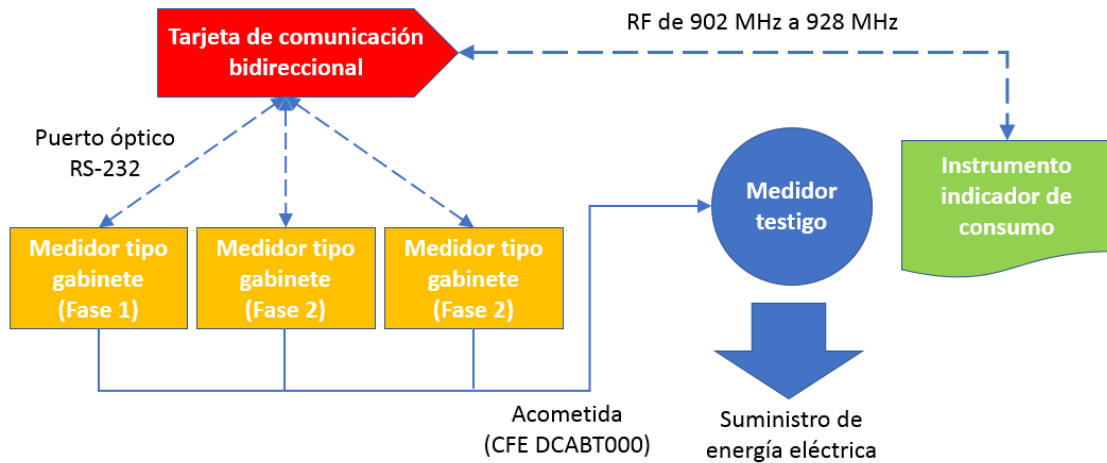 Tarjeta de comunicación
bidireccional
RF de 902 MHz a 928 MHz
Puerto óptico
RS-232
Medidor tipo
gabinete
(Fase 1)
Medidor tipo
gabinete
(Fase 2)
Medidor tipo
gabinete
(Fase 2)
Medidor
testigo
Instrumento
indicador de
consumo
Acometida
(CFE DCABT000)
Suministro de
energía eléctrica